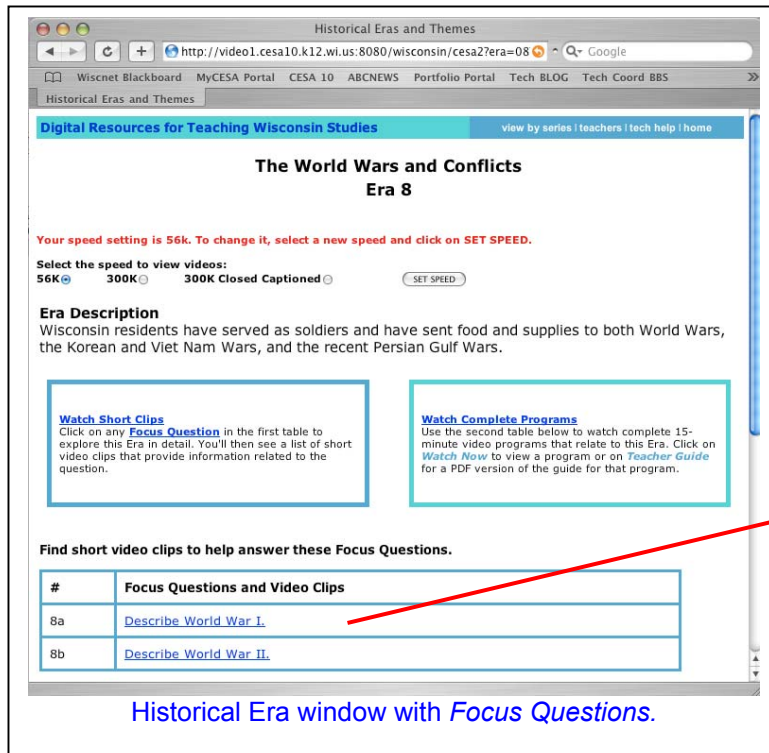 Historical Eras and Themes
http://video1.cesa10.k12.wi.us:8080/wisconsin/cesa2?era=08 Q Google
Wiscnet Blackboard MyCESA Portal CESA 10 ABCNEWS Portfolio Portal Tech BLOG Tech Coord BBS »
Historical Eras and Themes
Digital Resources for Teaching Wisconsin Studies view by series | teachers | tech help | home
The World Wars and Conflicts
Era 8
Your speed setting is 56k. To change it, select a new speed and click on SET SPEED.
Select the speed to view videos:
56K 300K 300K Closed Captioned SET SPEED
Era Description
Wisconsin residents have served as soldiers and have sent food and supplies to both World Wars,
the Korean and Viet Nam Wars, and the recent Persian Gulf Wars.
Watch Short Clips
Click on any Focus Question in the first table to
explore this Era in detail. You'll then see a list of short
video clips that provide information related to the
question.
Watch Complete Programs
Use the second table below to watch complete 15-
minute video programs that relate to this Era. Click on
Watch Now to view a program or on Teacher Guide
for a PDF version of the guide for that program.
Find short video clips to help answer these Focus Questions.
# Focus Questions and Video Clips
8a Describe World War I.
8b Describe World War II.
Historical Era window with Focus Questions.